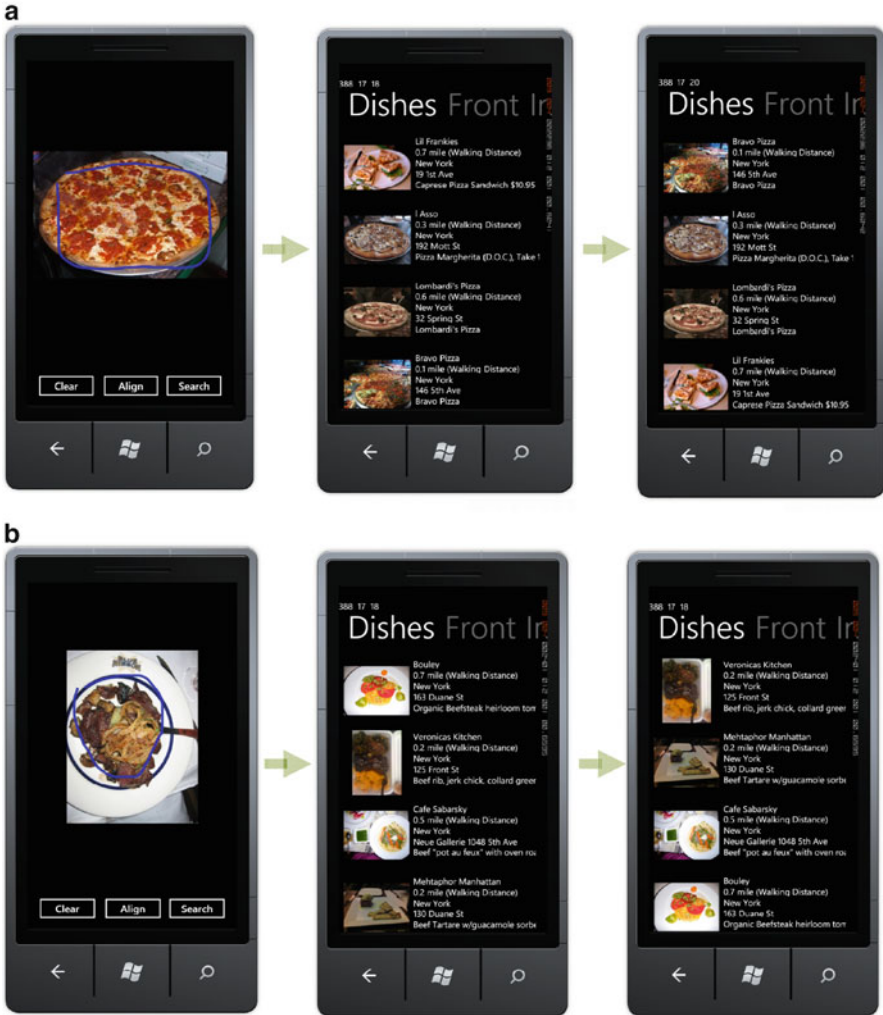 a
Clear Align Search
388 17 18
Dishes Front In
Lil Frankies
0.7 mile (Walking Distance)
New York
19 1st Ave
Caprese Pizza Sandwich $10.95
I Asso
0.3 mile (Walking Distance)
New York
192 Mott St
Pizza Margherita (D.O.C.), Take 1
Lombardi's Pizza
0.6 mile (Walking Distance)
New York
32 Spring St
Lombardi's Pizza
Bravo Pizza
0.1 mile (Walking Distance)
New York
146 5th Ave
Bravo Pizza
388 17 20
Dishes Front In
Bravo Pizza
0.1 mile (Walking Distance)
New York
146 5th Ave
Bravo Pizza
I Asso
0.3 mile (Walking Distance)
New York
192 Mott St
Pizza Margherita (D.O.C.), Take 1
Lombardi's Pizza
0.6 mile (Walking Distance)
New York
32 Spring St
Lombardi's Pizza
Lil Frankies
0.7 mile (Walking Distance)
New York
19 1st Ave
Caprese Pizza Sandwich $10.95
b
Clear Align Search
388 17 18
Dishes Front In
Bouley
0.7 mile (Walking Distance)
New York
163 Duane St
Organic Beefsteak heirloom tom
Veronicas Kitchen
0.2 mile (Walking Distance)
New York
125 Front St
Beef rib, jerk chick, collard greer
Cafe Sabarsky
0.5 mile (Walking Distance)
New York
Neue Gallerie 1048 5th Ave
Beef "pot au feux" with oven roa
Mehtaphor Manhattan
0.2 mile (Walking Distance)
New York
130 Duane St
Beef Tartare w/guacamole sorbe
388 17 18
Dishes Front In
Veronicas Kitchen
0.2 mile (Walking Distance)
New York
125 Front St
Beef rib, jerk chick, collard greer
Mehtaphor Manhattan
0.2 mile (Walking Distance)
New York
130 Duane St
Beef Tartare w/guacamole sorbe
Cafe Sabarsky
0.5 mile (Walking Distance)
New York
Neue Gallerie 1048 5th Ave
Beef "pot au feux" with oven roa
Bouley
0.7 mile (Walking Distance)
New York
163 Duane St
Organic Beefsteak heirloom tom